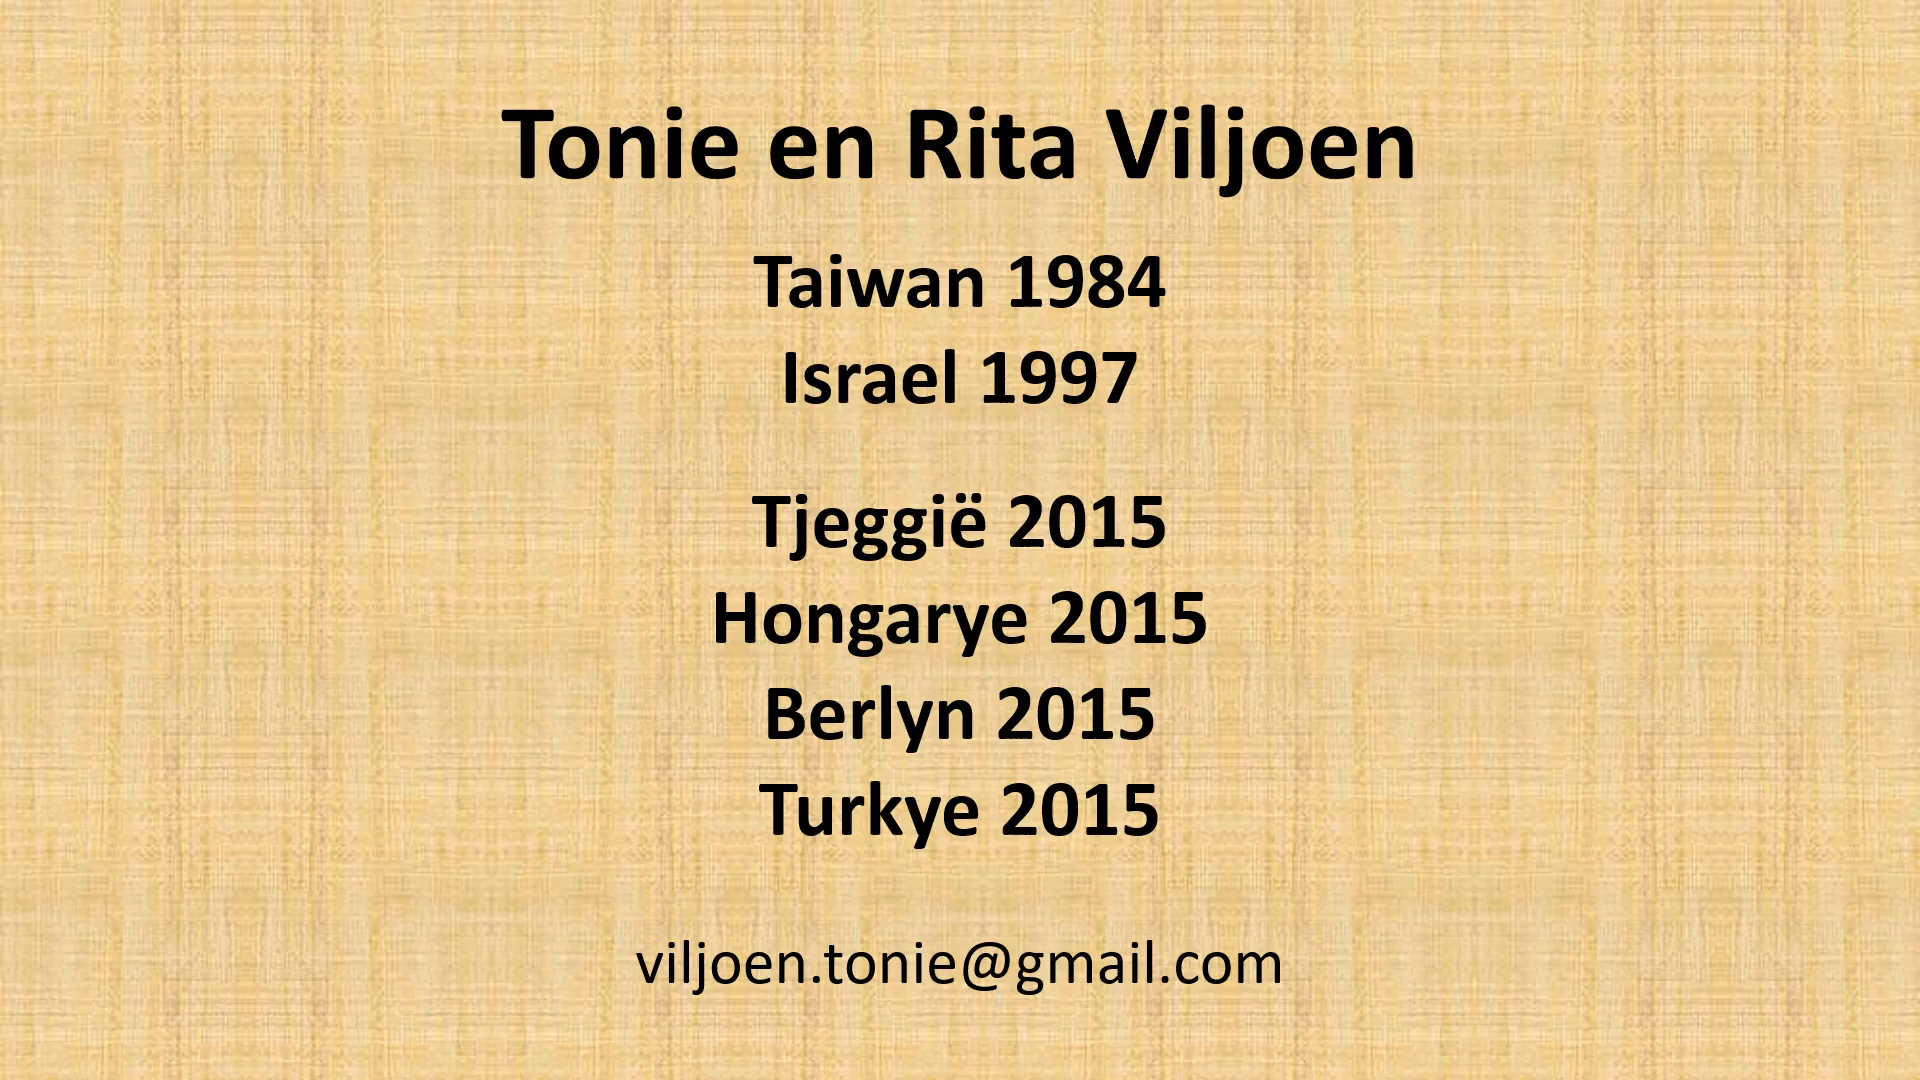 Tonie en Rita Viljoen
Taiwan 1984
Israel 1997
Tjeggië 2015
Hongarye 2015
Berlyn 2015
Turkye 2015
viljoen.tonie@gmail.com